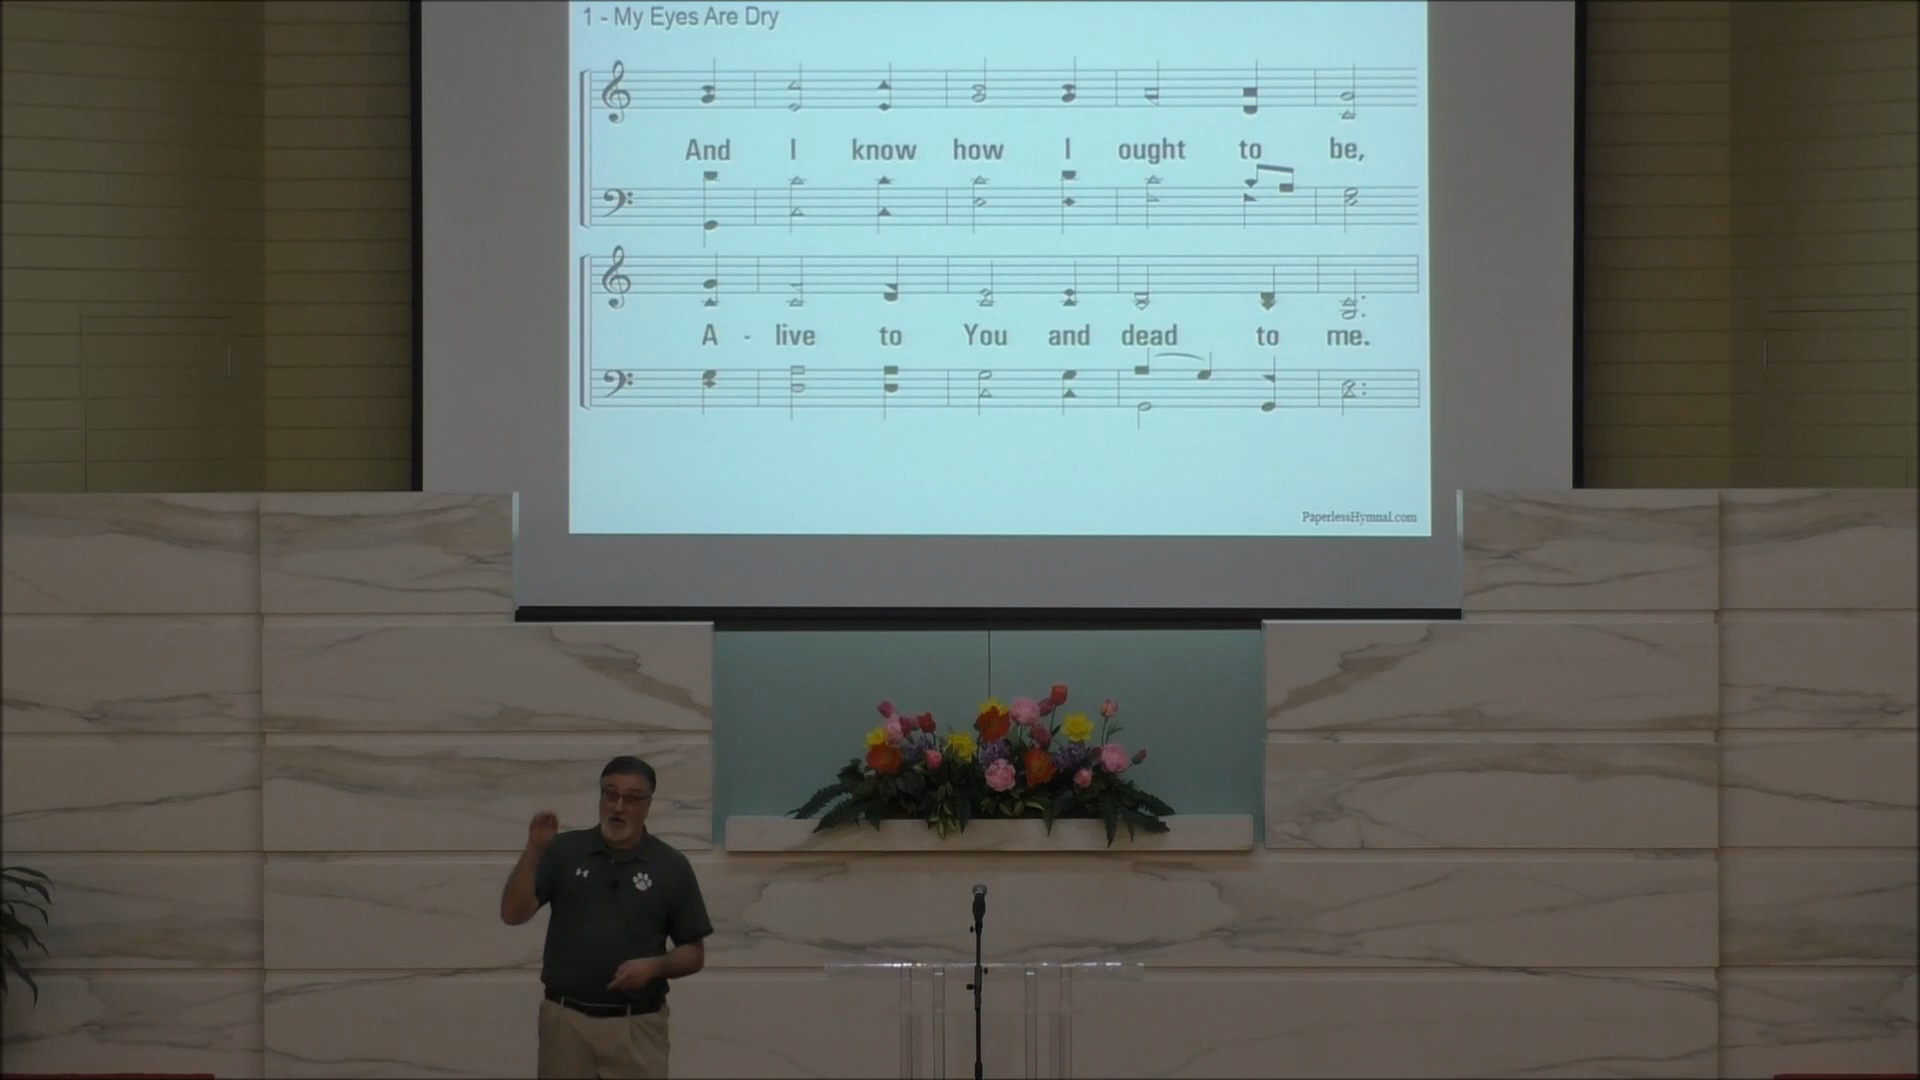 1 - My Eyes Are Dry
And I know how I ought to be,
A - live to You and dead to me.
PaperlessHymnal.com